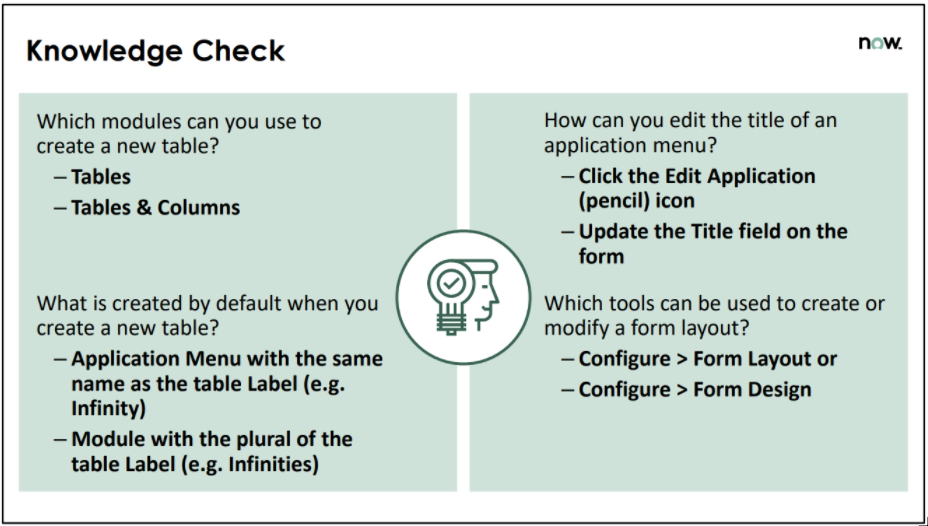 Knowledge Check
now.
Which modules can you use to
create a new table?
– Tables
– Tables & Columns
What is created by default when you
create a new table?
– Application Menu with the same
name as the table Label (e.g.
Infinity)
– Module with the plural of the
table Label (e.g. Infinities)
How can you edit the title of an
application menu?
– Click the Edit Application
(pencil) icon
– Update the Title field on the
form
Which tools can be used to create or
modify a form layout?
– Configure > Form Layout or
– Configure > Form Design